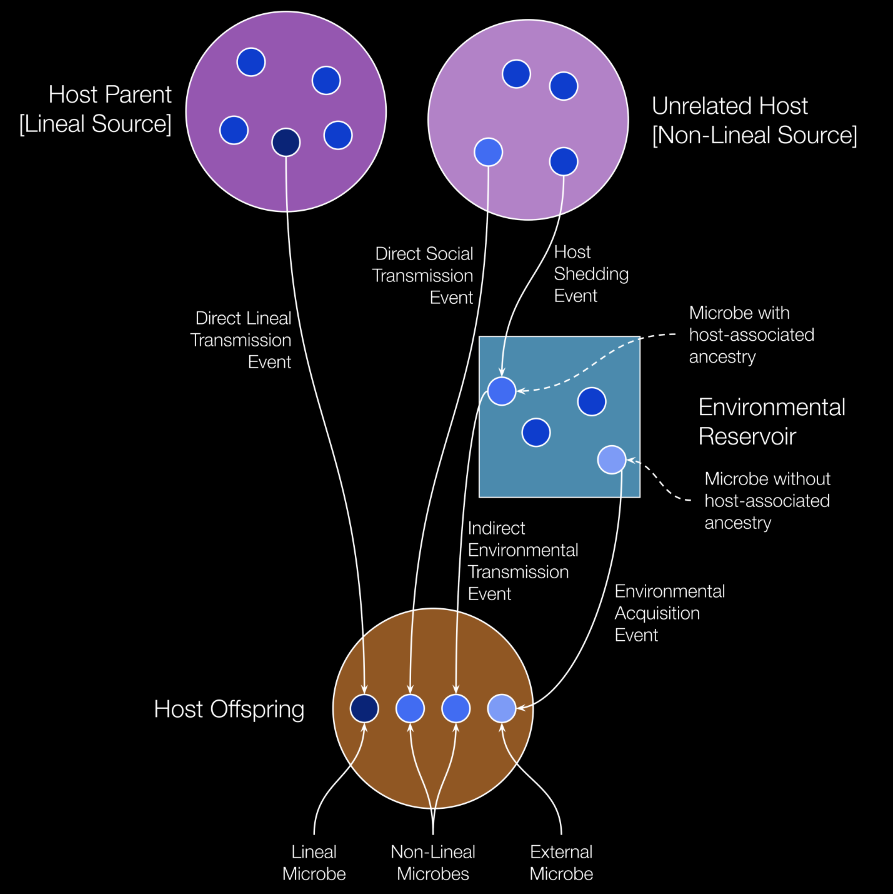 Host Parent
[Lineal Source]
Unrelated Host
[Non-Lineal Source]
Direct Social
Transmission
Event
Host
Shedding
Event
Direct Lineal
Transmission
Event
Microbe with
host-associated
ancestry
Environmental
Reservoir
Microbe without
host-associated
ancestry
Indirect
Environmental
Transmission
Event
Environmental
Acquisition
Event
Host Offspring
Lineal
Microbe
Non-Lineal
Microbes
External
Microbe